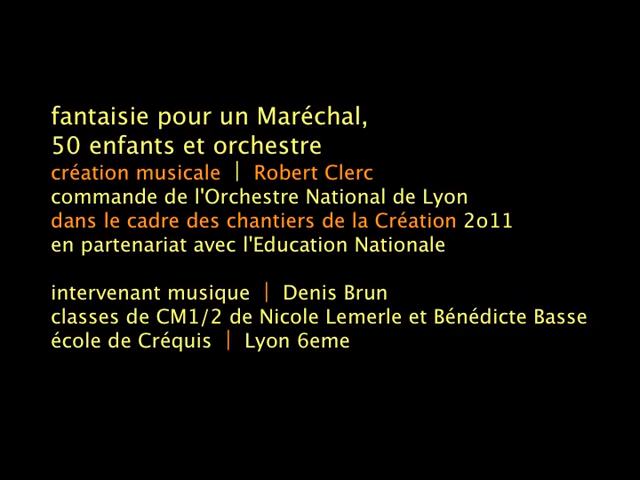 fantaisie pour un Maréchal,
50 enfants et orchestre
création musicale | Robert Clerc
commande de l'Orchestre National de Lyon
dans le cadre des chantiers de la Création 2o11
en partenariat avec l'Education Nationale
intervenant musique | Denis Brun
classes de CM1/2 de Nicole Lemerle et Bénédicte Basse
école de Créquis | Lyon 6eme